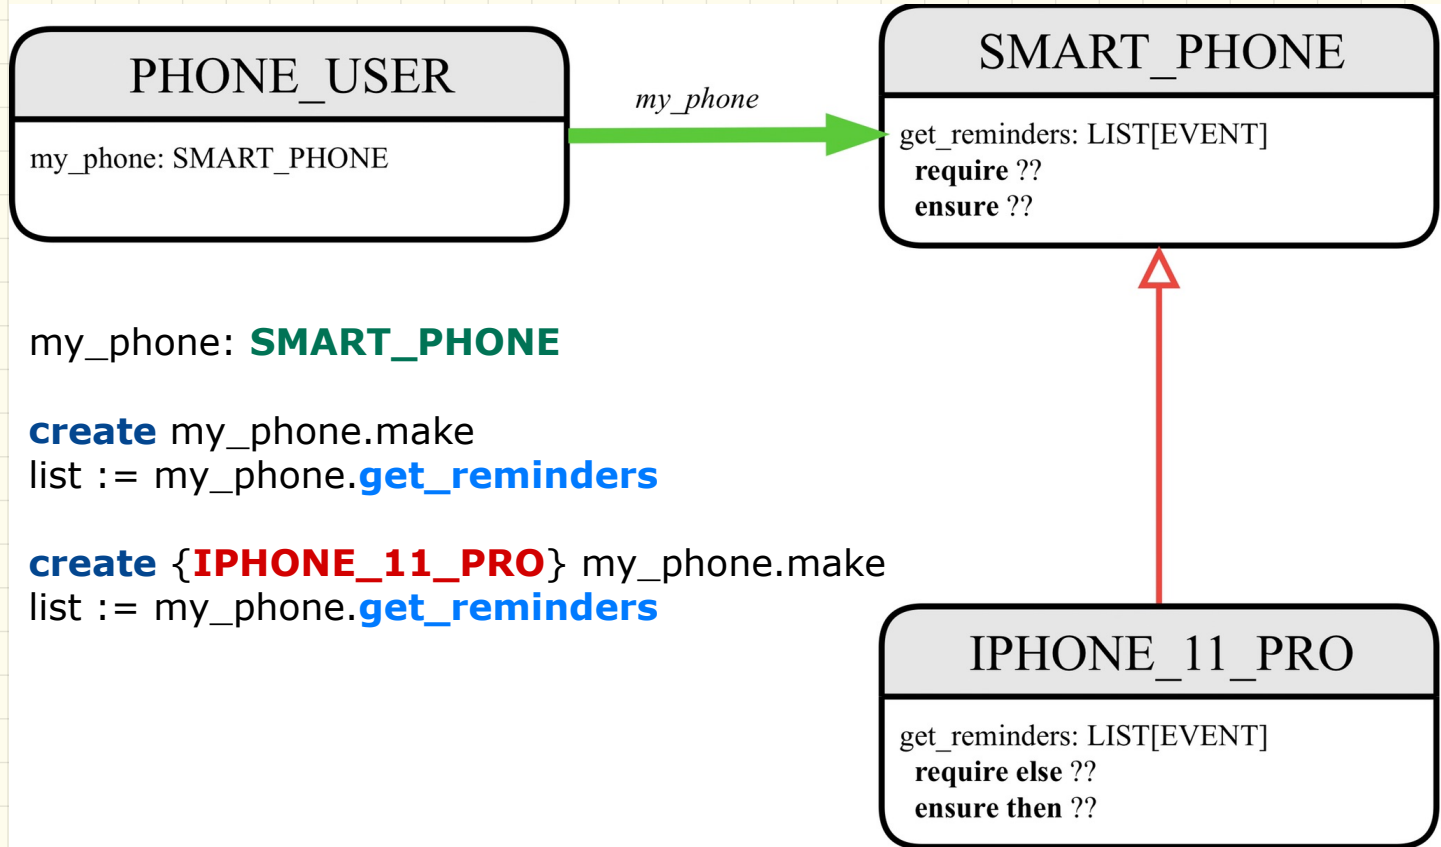 PHONE_USER
my_phone: SMART_PHONE
my_phone
SMART_PHONE
get_reminders: LIST[EVENT]
require ??
ensure ??
my_phone: SMART_PHONE
create my_phone.make
list := my_phone.get_reminders
create {IPHONE_11_PRO} my_phone.make
list := my_phone.get_reminders
IPHONE_11_PRO
get_reminders: LIST[EVENT]
require else ??
ensure then ??